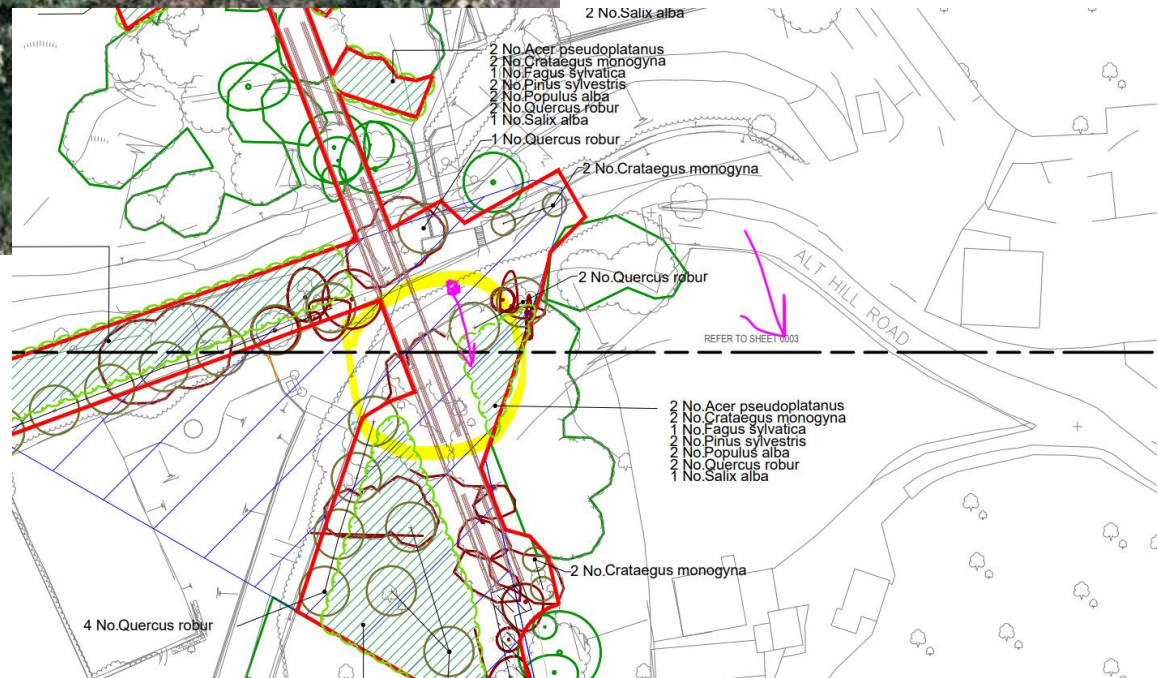 2 No.Salix alba
2 No.Acer pseudoplatanus
2 No.Crataegus monogyna
1 No.Fagus sylvatica
2 No.Pinus sylvestris
2 No.Populus alba
2 No.Quercus robur
1 No.Salix alba
1 No.Quercus robur
2 No.Crataegus monogyna
2 No.Quercus robur
ALT HILL ROAD
REFER TO SHEET 0003
2 No.Acer pseudoplatanus
2 No.Crataegus monogyna
1 No.Fagus sylvatica
2 No.Pinus sylvestris
2 No.Populus alba
2 No.Quercus robur
1 No.Salix alba
2 No.Crataegus monogyna
4 No.Quercus robur